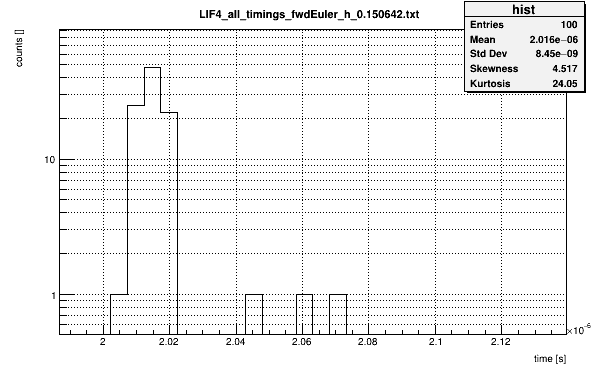 LIF4_all_timings_fwdEuler_h_0.150642.txt
hist
Entries 100
Mean 2.016e−06
Std Dev 8.45e−09
Skewness 4.517
Kurtosis 24.05
counts []
10
1
2 2.02 2.04 2.06 2.08 2.1 2.12
×10−6
time [s]